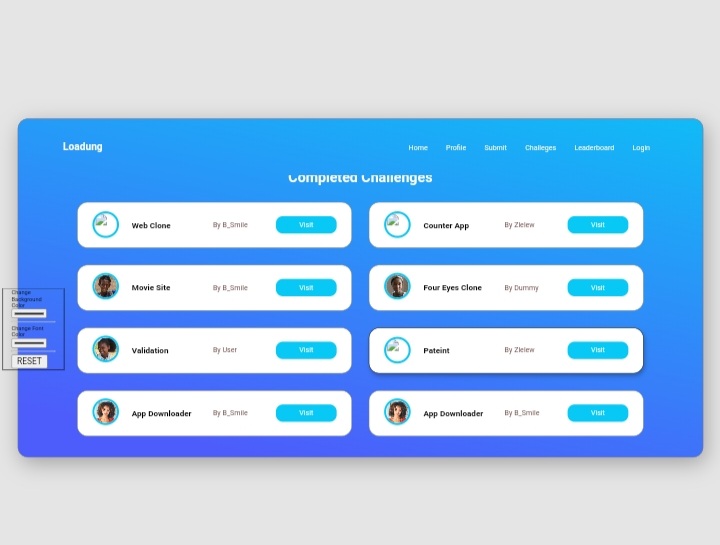 Loadung
Home Profile Submit Challeges Leaderboard Login
Completed Challenges
Web Clone By B_Smile Visit
Counter App By Zlelew Visit
Movie Site By B_Smile Visit
Four Eyes Clone By Dummy Visit
Validation By User Visit
Pateint By Zlelew Visit
App Downloader By B_Smile Visit
App Downloader By B_Smile Visit
Change
Background
Color
Change Font
Color
RESET